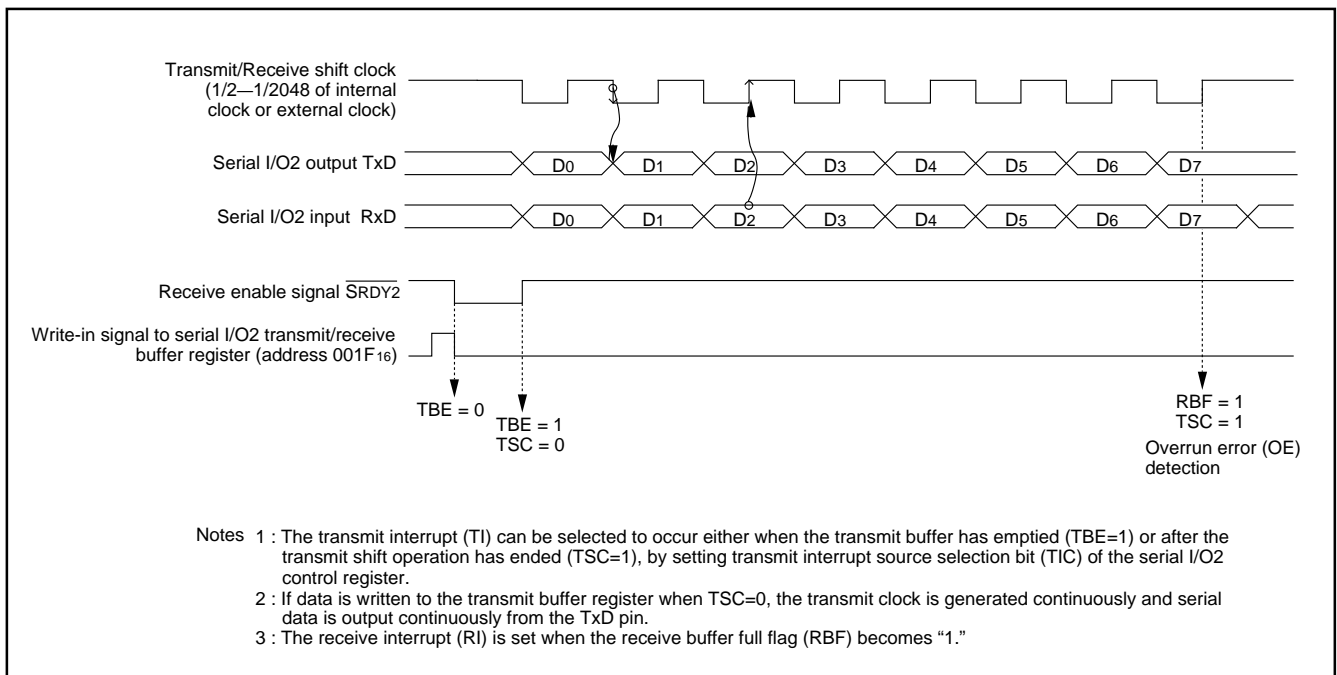 Transmit/Receive shift clock
(1/2—1/2048 of internal
clock or external clock)
Serial I/O2 output TxD
D0 D1 D2 D3 D4 D5 D6 D7
Serial I/O2 input RxD
D0 D1 D2 D3 D4 D5 D6 D7
Receive enable signal SRDY2
Write-in signal to serial I/O2 transmit/receive
buffer register (address 001F16)
TBE = 0
TBE = 1
TSC = 0
RBF = 1
TSC = 1
Overrun error (OE)
detection
Notes 1 : The transmit interrupt (TI) can be selected to occur either when the transmit buffer has emptied (TBE=1) or after the
transmit shift operation has ended (TSC=1), by setting transmit interrupt source selection bit (TIC) of the serial I/O2
control register.
2 : If data is written to the transmit buffer register when TSC=0, the transmit clock is generated continuously and serial
data is output continuously from the TxD pin.
3 : The receive interrupt (RI) is set when the receive buffer full flag (RBF) becomes “1.”